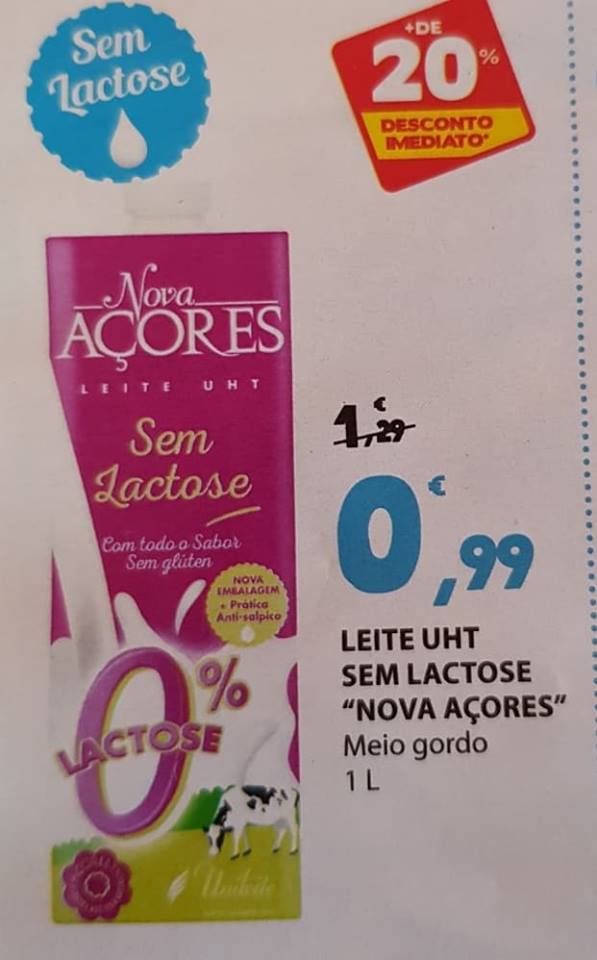 Sem
Lactose
+DE
20%
DESCONTO
IMEDIATO*
Nova
AÇORES
LEITE UHT
Sem
Lactose
Com todo o Sabor
Sem glúten
NOVA
EMBALAGEM
+ Prática
Anti-salpico
0%
LACTOSE
Unileite
1,29 €
0,99 €
LEITE UHT
SEM LACTOSE
“NOVA AÇORES”
Meio gordo
1 L